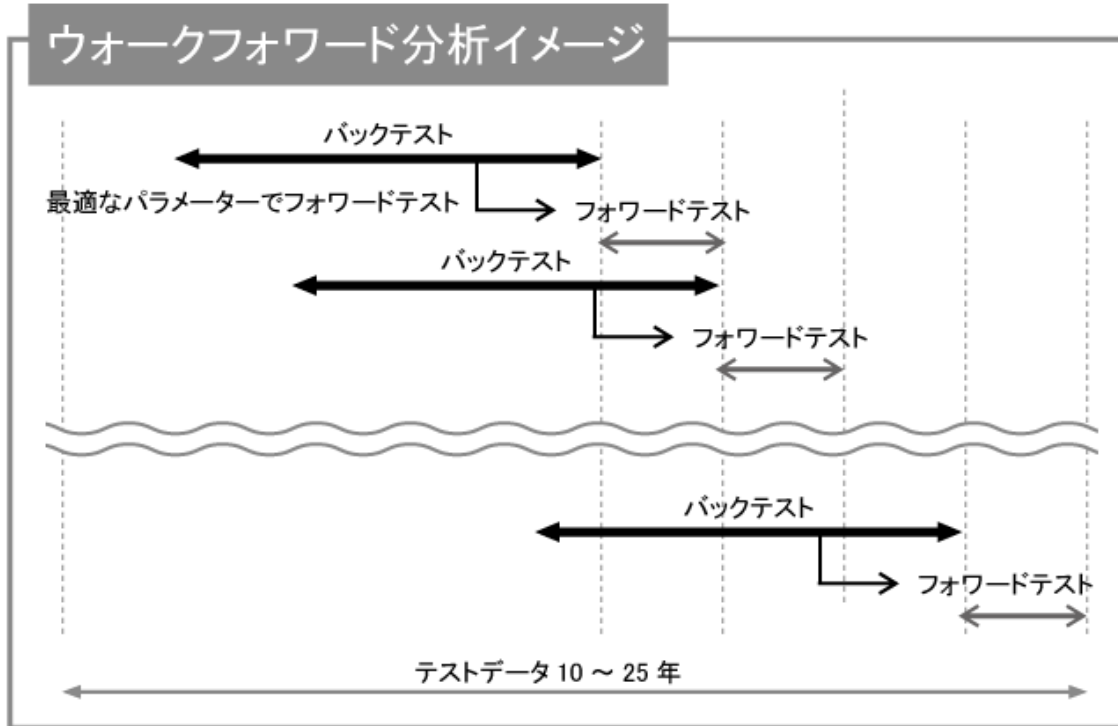 ウォークフォワード分析イメージ
バックテスト
最適なパラメーターでフォワードテスト
フォワードテスト
バックテスト
フォワードテスト
バックテスト
フォワードテスト
テストデータ 10 ～ 25 年